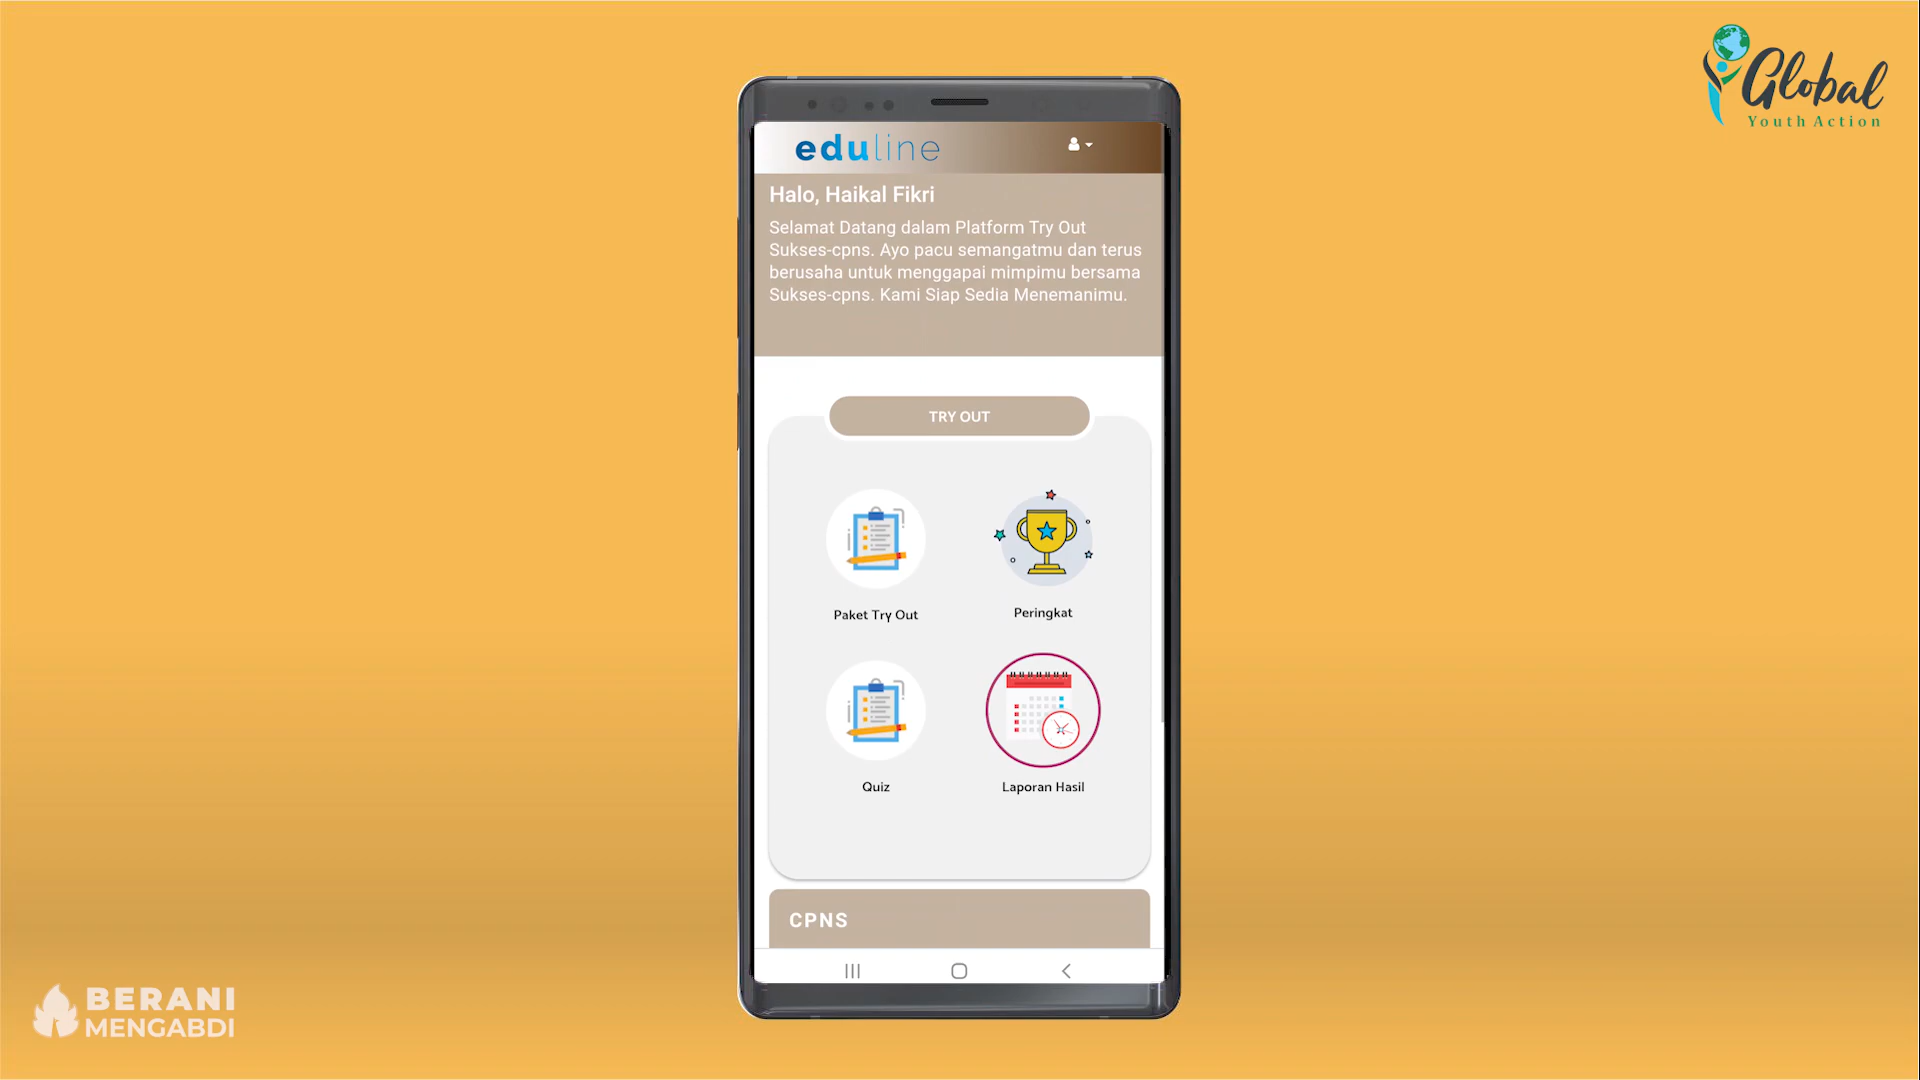 Global
Youth Action
eduline
Halo, Haikal Fikri
Selamat Datang dalam Platform Try Out
Sukses-cpns. Ayo pacu semangatmu dan terus
berusaha untuk menggapai mimpimu bersama
Sukses-cpns. Kami Siap Sedia Menemanimu.
TRY OUT
Paket Try Out
Peringkat
Quiz
Laporan Hasil
CPNS
BERANI
MENGABDI